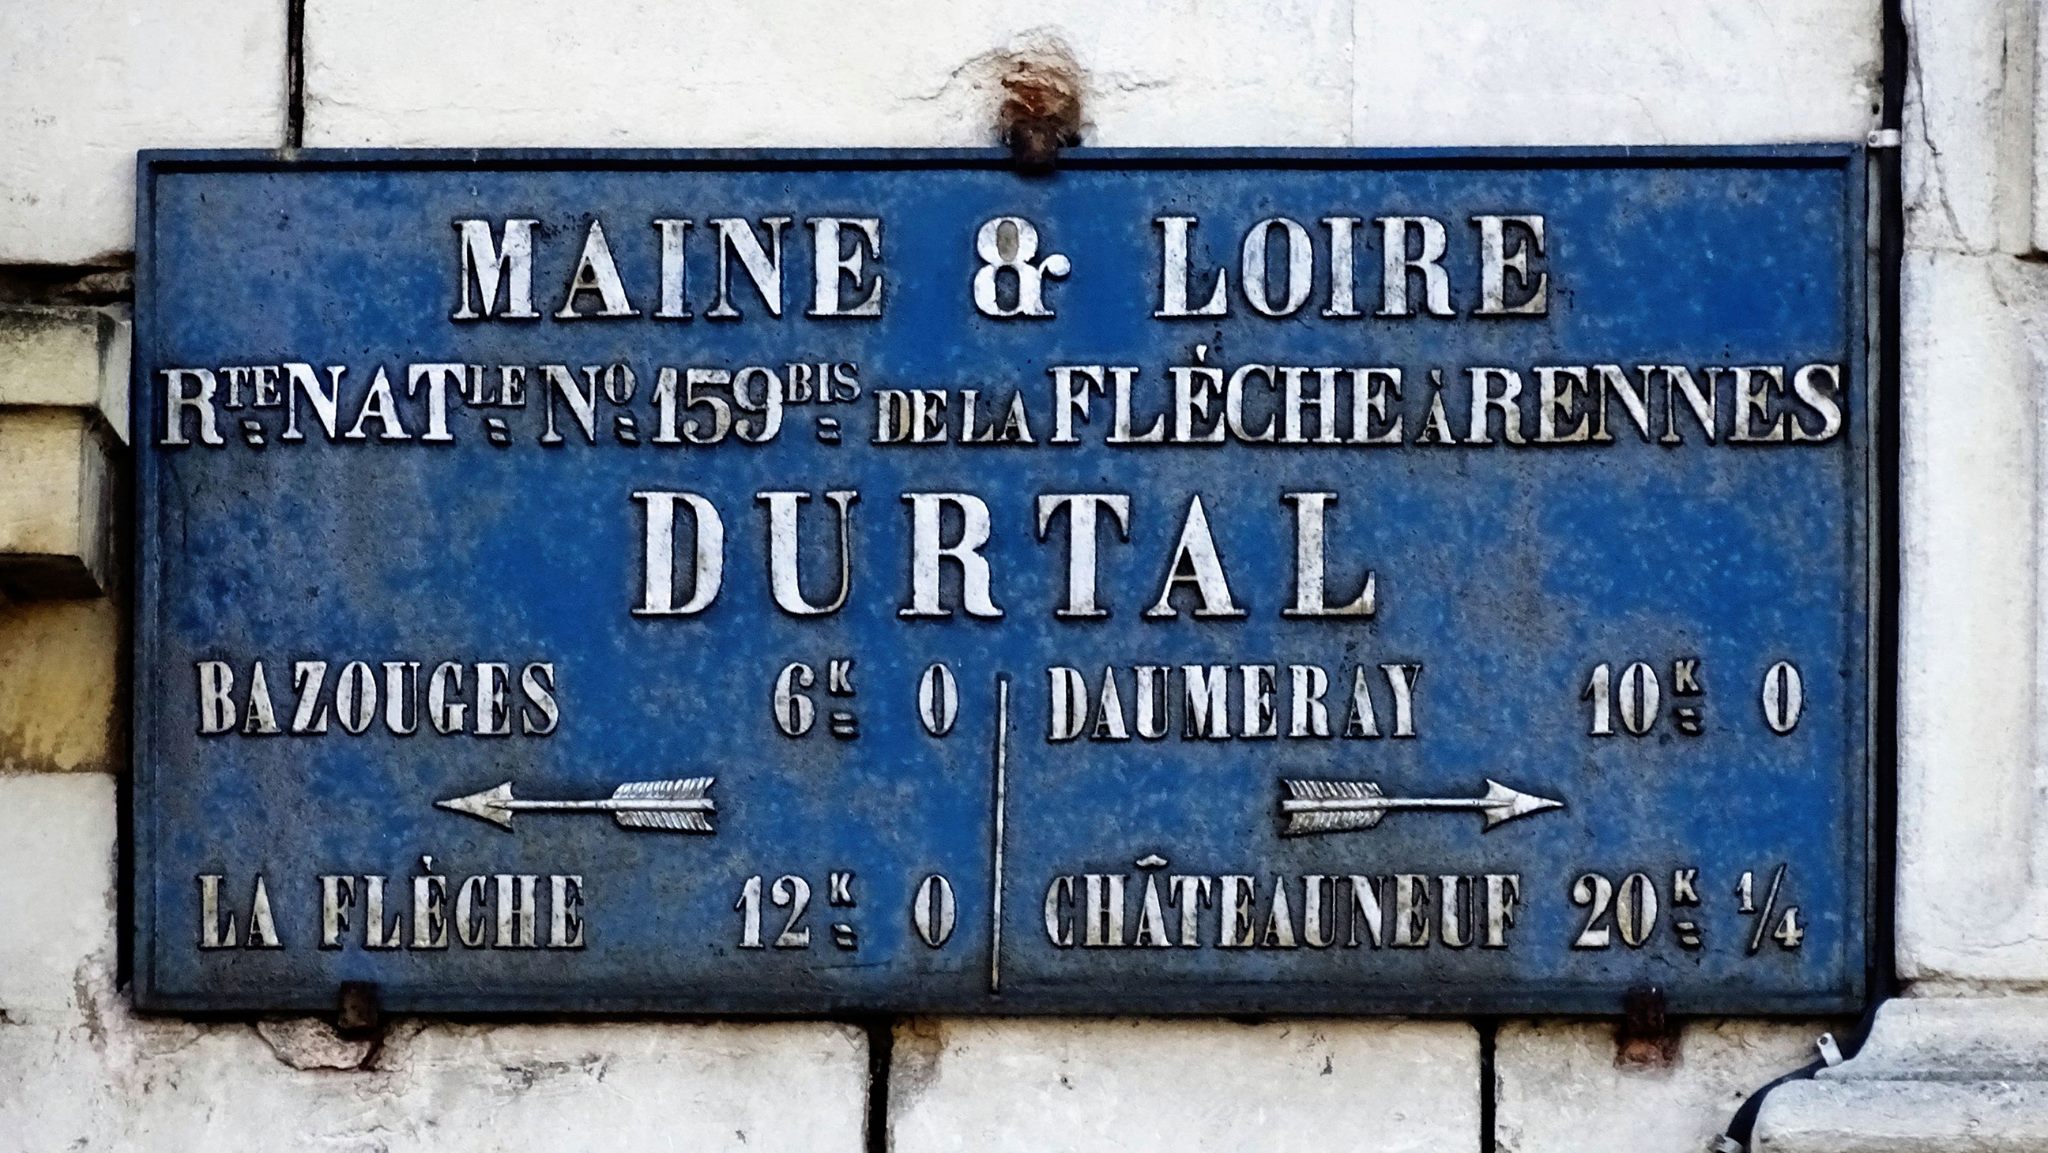 MAINE & LOIRE
RTE NATLE NO 159BIS DE LA FLÉCHE À RENNES
DURTAL
BAZOUGES 6K 0
LA FLÈCHE 12K 0
DAUMERAY 10K 0
CHÂTEAUNEUF 20K 1/4